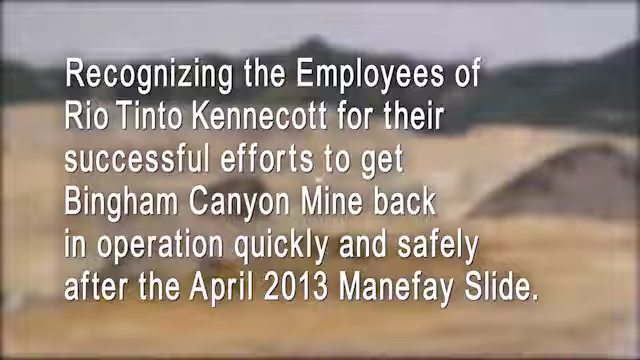 Recognizing the Employees of
Rio Tinto Kennecott for their
successful efforts to get
Bingham Canyon Mine back
in operation quickly and safely
after the April 2013 Manefay Slide.